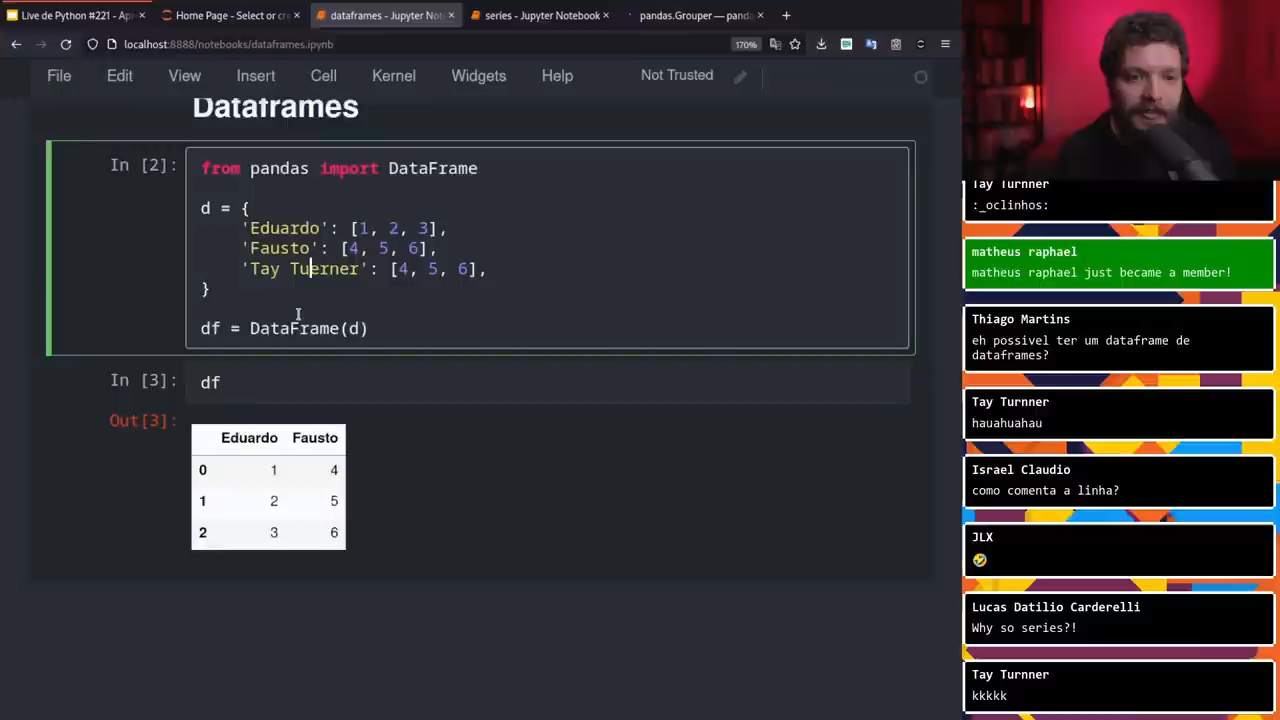 Live de Python #221 - Api
Home Page - Select or cre
dataframes - Jupyter Not
series - Jupyter Notebook
pandas.Grouper — panda
localhost:8888/notebooks/dataframes.ipynb
170%
File Edit View Insert Cell Kernel Widgets Help Not Trusted
Dataframes
In [2]:
from pandas import DataFrame
d = {
'Eduardo': [1, 2, 3],
'Fausto': [4, 5, 6],
'Tay Tuerner': [4, 5, 6],
}
df = DataFrame(d)
In [3]: df
Out[3]:
Eduardo Fausto
0 1 4
1 2 5
2 3 6
Tay Turnner
:_oclinhos:
matheus raphael
matheus raphael just became a member!
Thiago Martins
eh possivel ter um dataframe de
dataframes?
Tay Turnner
hauahuahau
Israel Claudio
como comenta a linha?
JLX
🤣
Lucas Datilio Carderelli
Why so series?!
Tay Turnner
kkkkk